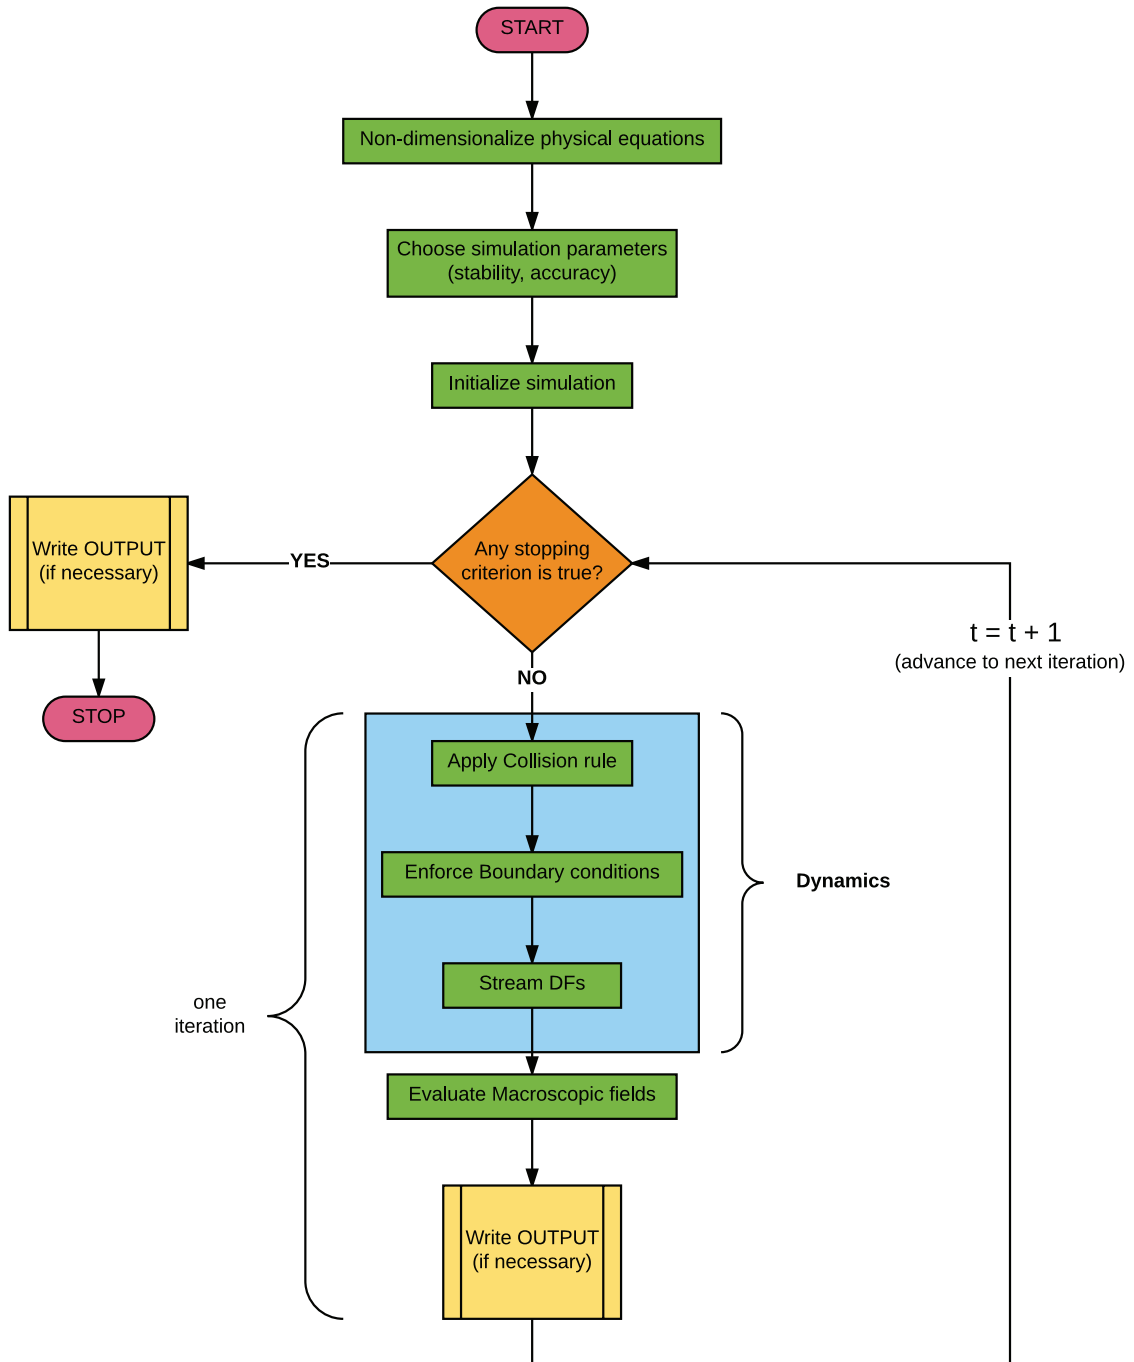 START
Non-dimensionalize physical equations
Choose simulation parameters
(stability, accuracy)
Initialize simulation
Any stopping
criterion is true?
YES
Write OUTPUT
(if necessary)
STOP
t = t + 1
(advance to next iteration)
NO
Apply Collision rule
Enforce Boundary conditions
Dynamics
Stream DFs
one
iteration
Evaluate Macroscopic fields
Write OUTPUT
(if necessary)